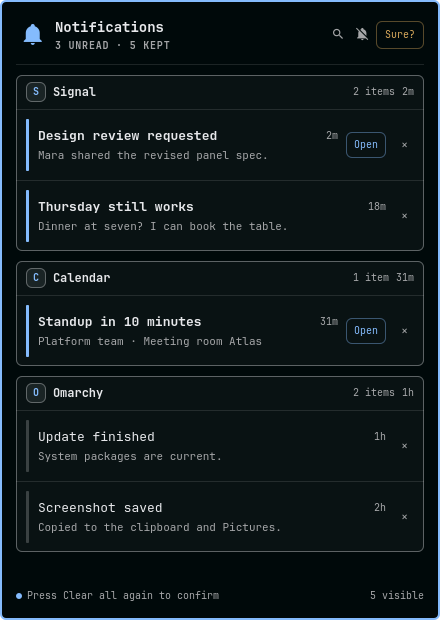 Notifications
3 UNREAD · 5 KEPT
Sure?
S Signal 2 items 2m
Design review requested 2m
Mara shared the revised panel spec.
Open ×
Thursday still works 18m
Dinner at seven? I can book the table.
×
C Calendar 1 item 31m
Standup in 10 minutes 31m
Platform team · Meeting room Atlas
Open ×
O Omarchy 2 items 1h
Update finished 1h
System packages are current.
×
Screenshot saved 2h
Copied to the clipboard and Pictures.
×
Press Clear all again to confirm 5 visible